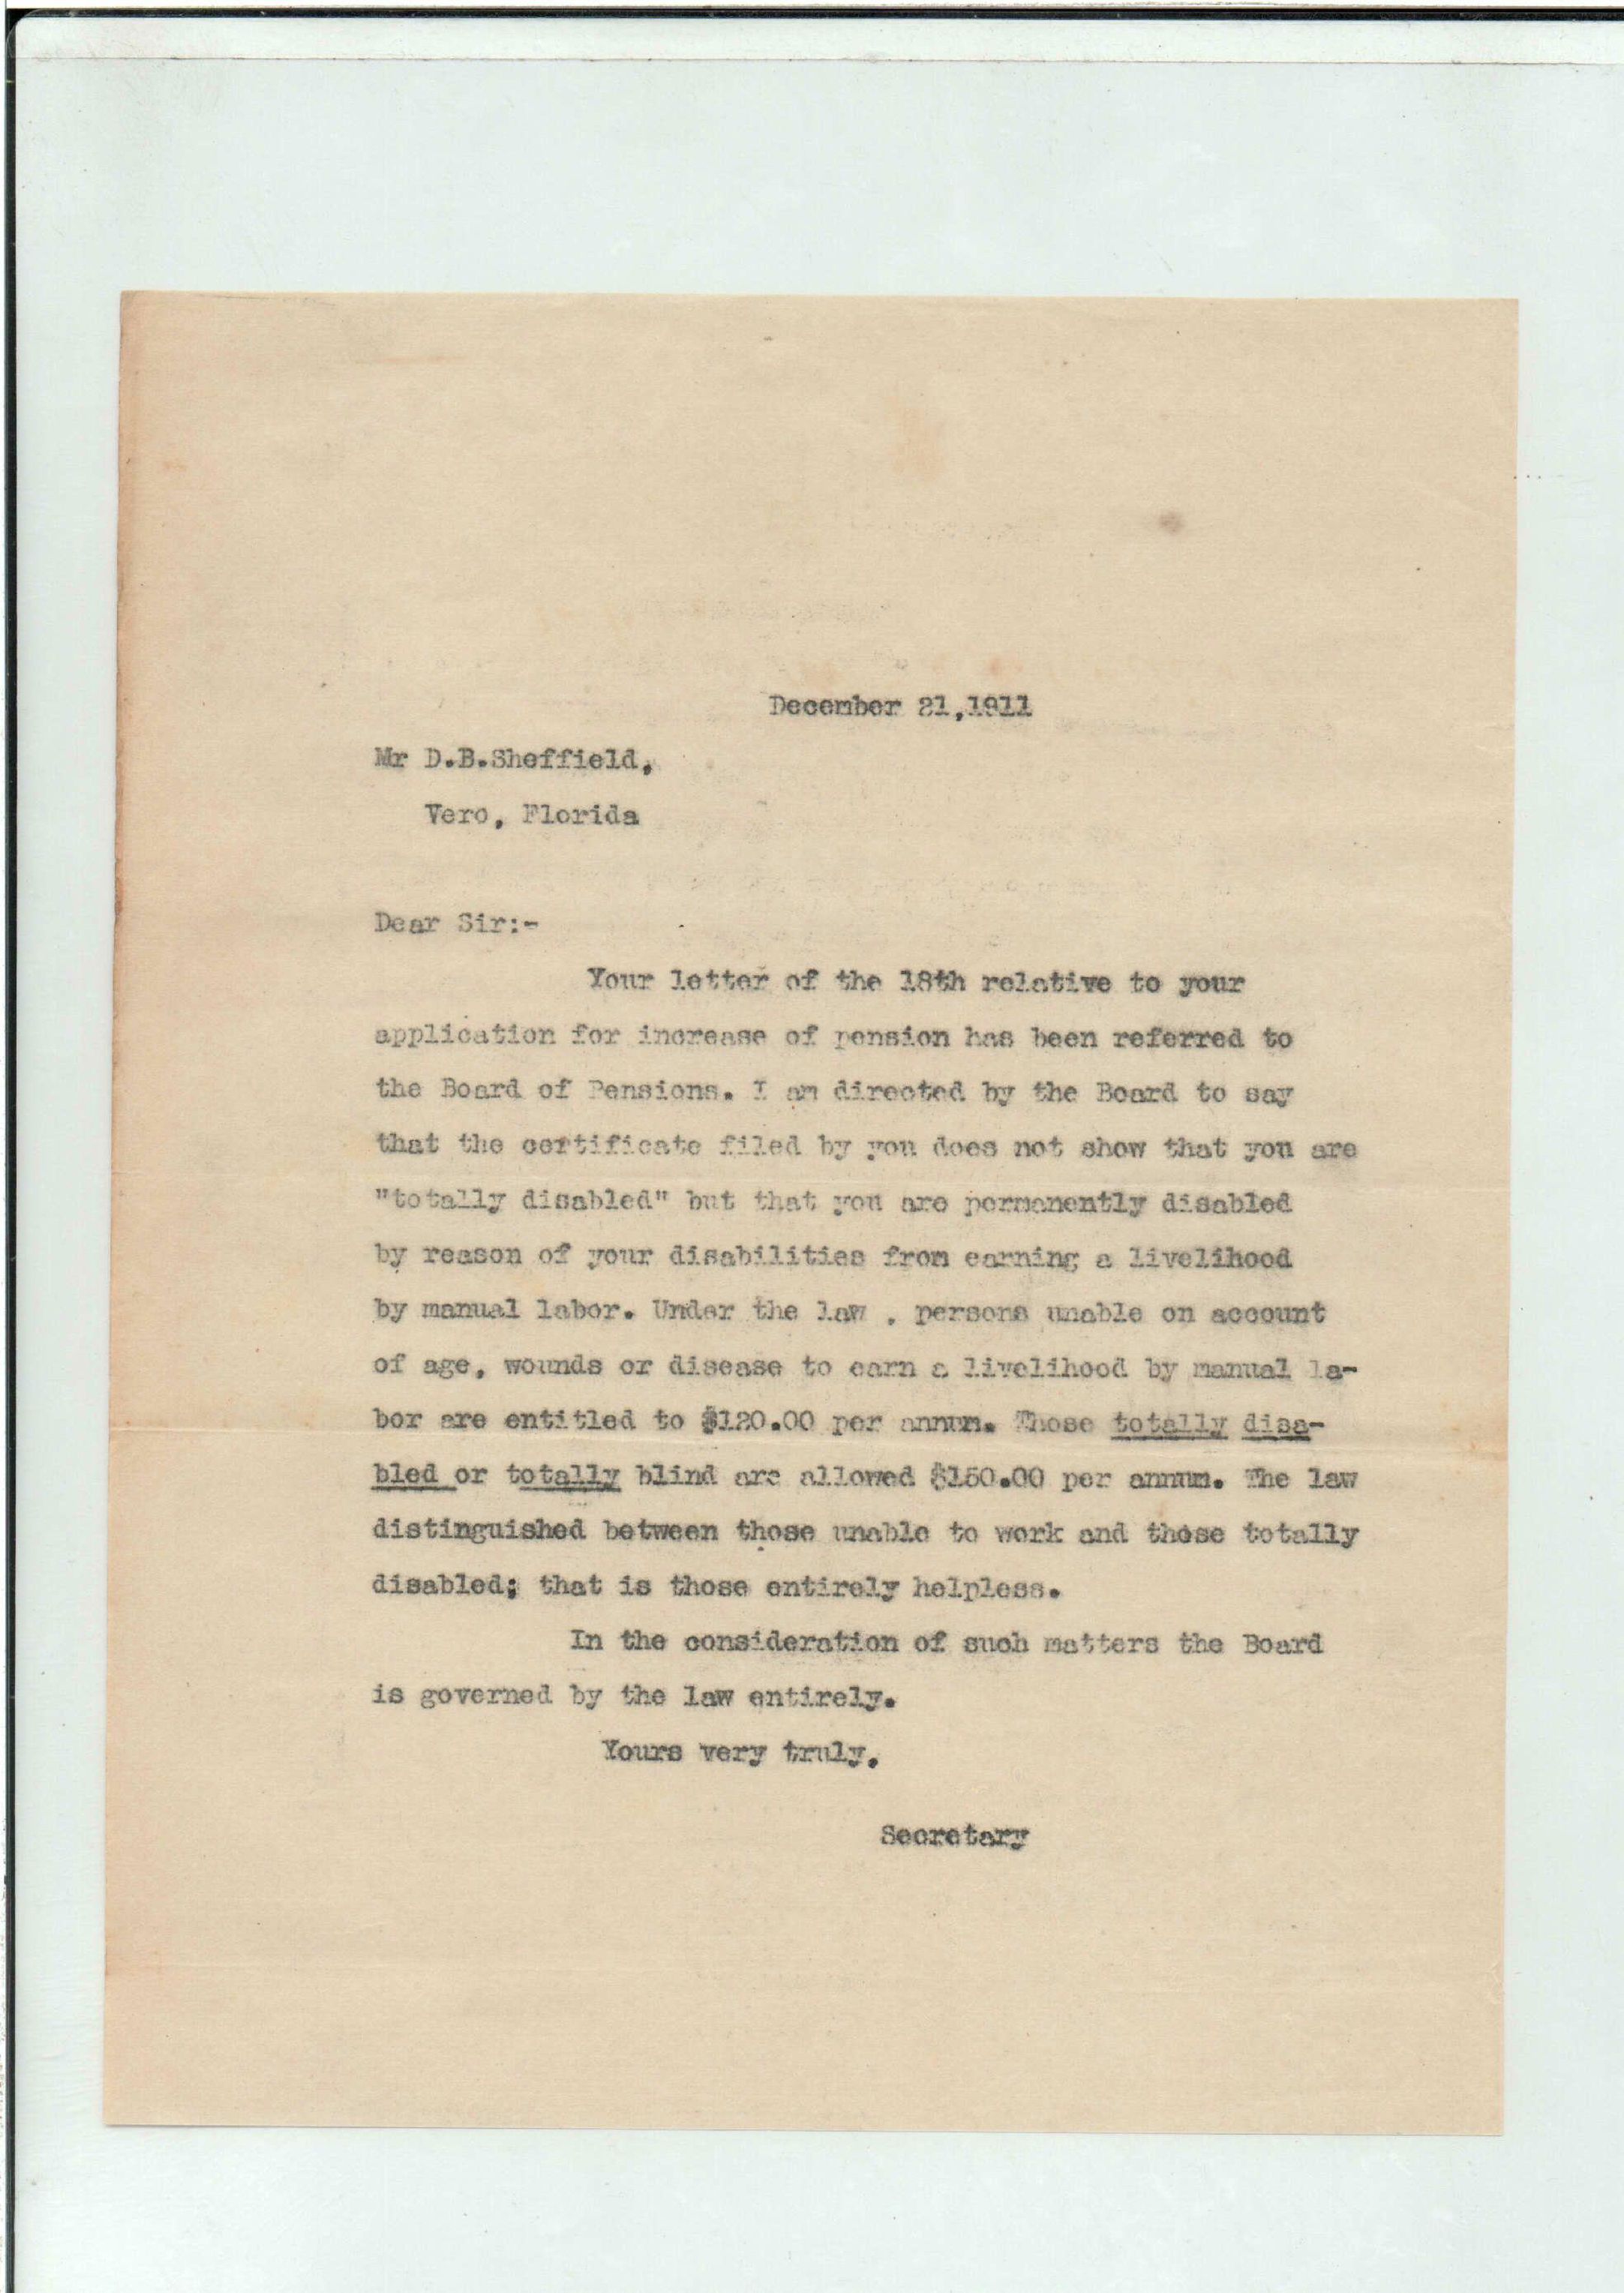 December 21,1911
Mr D.B.Sheffield,
Vero, Florida
Dear Sir:-
Your letter of the 18th relative to your
application for increase of pension has been referred to
the Board of Pensions. I am directed by the Board to say
that the certificate filed by you does not show that you are
"totally disabled" but that you are permanently disabled
by reason of your disabilities from earning a livelihood
by manual labor. Under the law , persons unable on account
of age, wounds or disease to earn a livelihood by manual la-
bor are entitled to $120.00 per annum. Those totally disa-
bled or totally blind are allowed $150.00 per annum. The law
distinguished between those unable to work and those totally
disabled; that is those entirely helpless.
In the consideration of such matters the Board
is governed by the law entirely.
Yours very truly,
Secretary